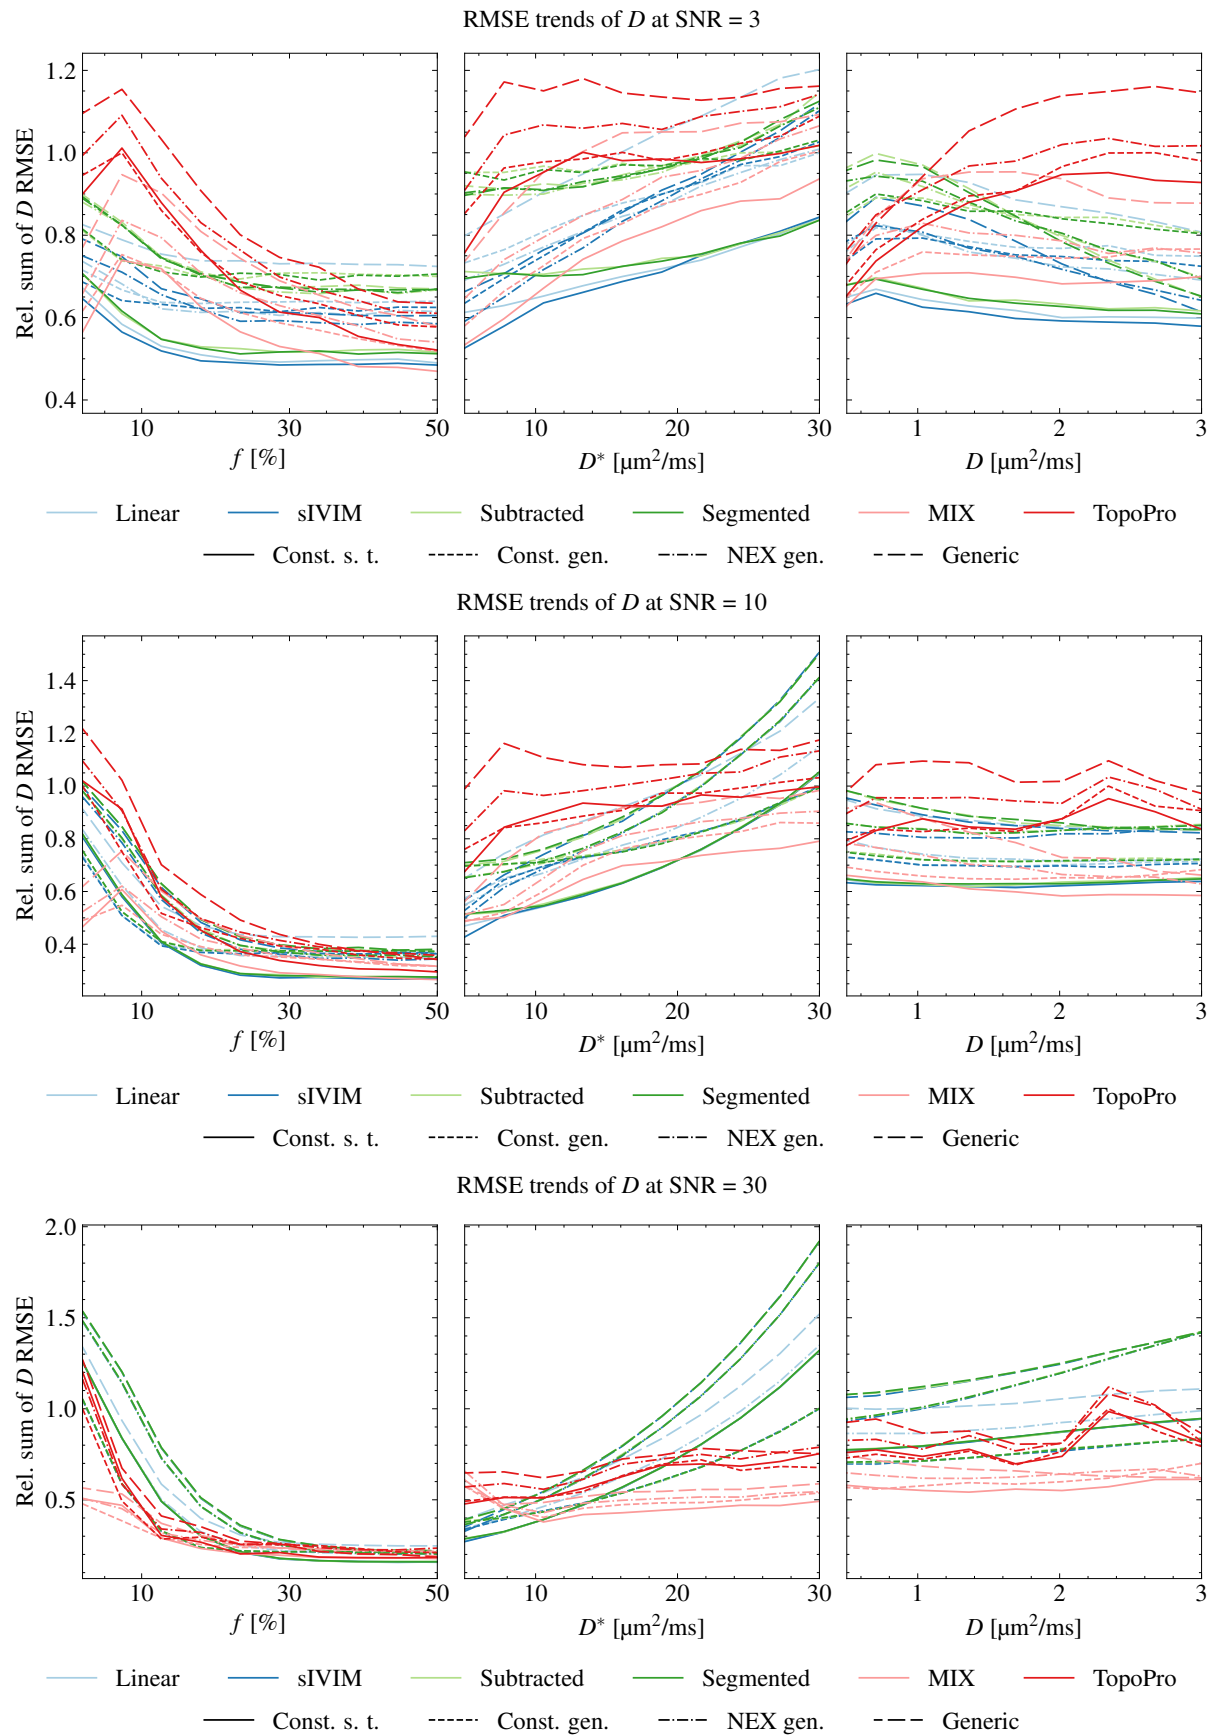 RMSE trends of D at SNR = 3
Rel. sum of D RMSE
1.2
1.0
0.8
0.6
0.4
10 30 50 10 20 30 1 2 3
f [%] D* [µm²/ms] D [µm²/ms]
Linear sIVIM Subtracted Segmented MIX TopoPro
Const. s. t. Const. gen. NEX gen. Generic
RMSE trends of D at SNR = 10
Rel. sum of D RMSE
1.4
1.2
1.0
0.8
0.6
0.4
10 30 50 10 20 30 1 2 3
f [%] D* [µm²/ms] D [µm²/ms]
Linear sIVIM Subtracted Segmented MIX TopoPro
Const. s. t. Const. gen. NEX gen. Generic
RMSE trends of D at SNR = 30
Rel. sum of D RMSE
2.0
1.5
1.0
0.5
10 30 50 10 20 30 1 2 3
f [%] D* [µm²/ms] D [µm²/ms]
Linear sIVIM Subtracted Segmented MIX TopoPro
Const. s. t. Const. gen. NEX gen. Generic